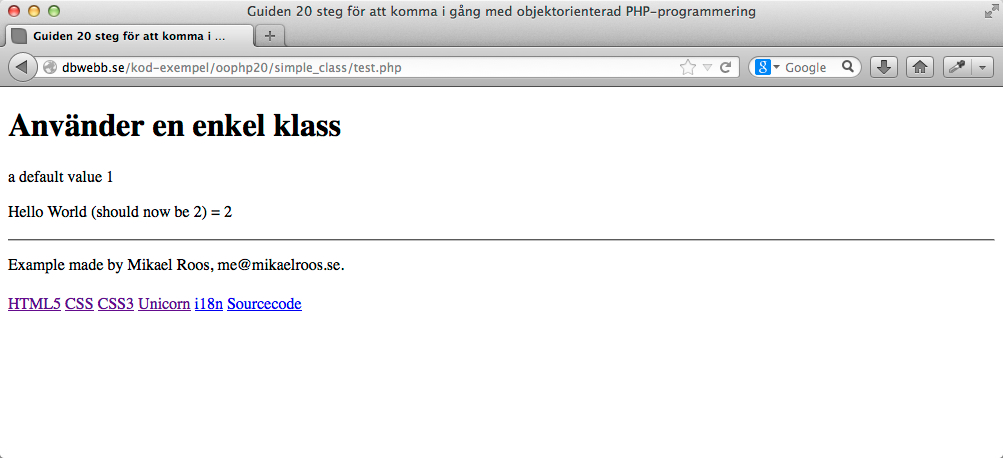 Guiden 20 steg för att komma i gång med objektorienterad PHP-programmering
Guiden 20 steg för att komma i ...
dbwebb.se/kod-exempel/oophp20/simple_class/test.php
Google
Använder en enkel klass
a default value 1
Hello World (should now be 2) = 2
Example made by Mikael Roos, me@mikaelroos.se.
HTML5 CSS CSS3 Unicorn i18n Sourcecode